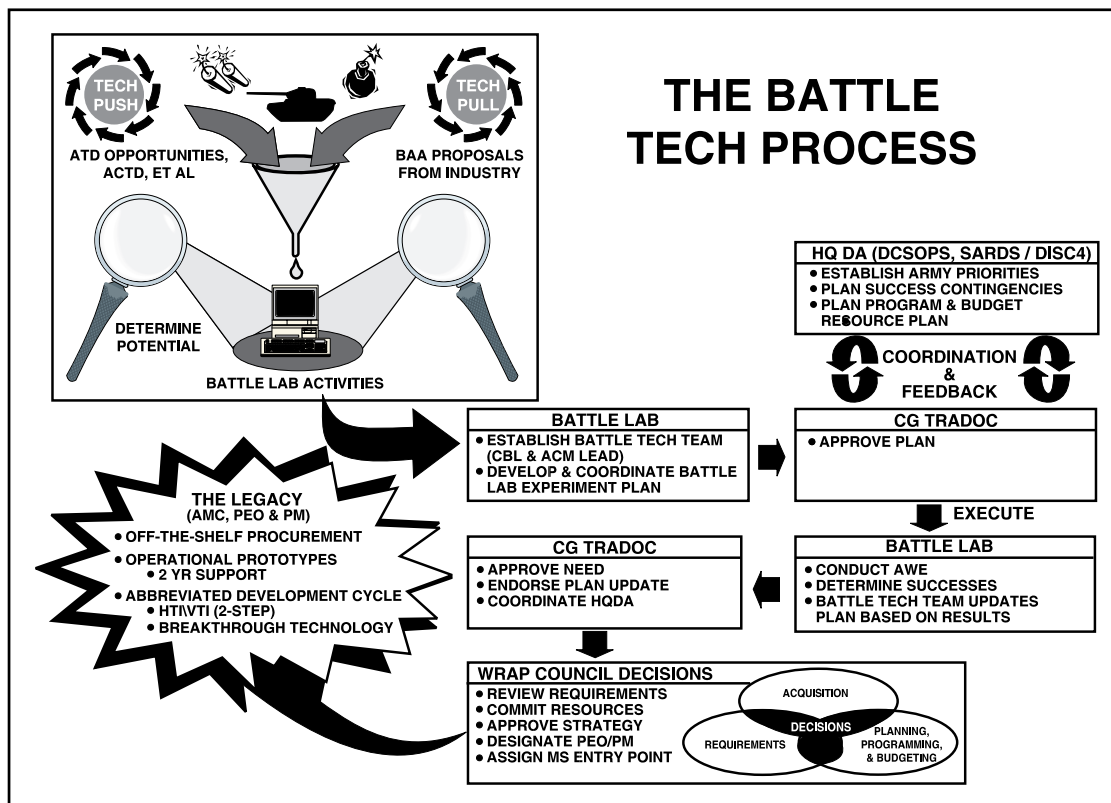 THE BATTLE
TECH PROCESS
TECH
PUSH
TECH
PULL
ATD OPPORTUNITIES,
ACTD, ET AL
BAA PROPOSALS
FROM INDUSTRY
DETERMINE
POTENTIAL
BATTLE LAB ACTIVITIES
HQ DA (DCSOPS, SARDS / DISC4)
• ESTABLISH ARMY PRIORITIES
• PLAN SUCCESS CONTINGENCIES
• PLAN PROGRAM & BUDGET
RESOURCE PLAN
COORDINATION
&
FEEDBACK
BATTLE LAB
• ESTABLISH BATTLE TECH TEAM
(CBL & ACM LEAD)
• DEVELOP & COORDINATE BATTLE
LAB EXPERIMENT PLAN
CG TRADOC
• APPROVE PLAN
EXECUTE
BATTLE LAB
• CONDUCT AWE
• DETERMINE SUCCESSES
• BATTLE TECH TEAM UPDATES
PLAN BASED ON RESULTS
CG TRADOC
• APPROVE NEED
• ENDORSE PLAN UPDATE
• COORDINATE HQDA
WRAP COUNCIL DECISIONS
• REVIEW REQUIREMENTS
• COMMIT RESOURCES
• APPROVE STRATEGY
• DESIGNATE PEO/PM
• ASSIGN MS ENTRY POINT
ACQUISITION
DECISIONS
REQUIREMENTS
PLANNING,
PROGRAMMING,
& BUDGETING
THE LEGACY
(AMC, PEO & PM)
• OFF-THE-SHELF PROCUREMENT
• OPERATIONAL PROTOTYPES
• 2 YR SUPPORT
• ABBREVIATED DEVELOPMENT CYCLE
• HTI\VTI (2-STEP)
• BREAKTHROUGH TECHNOLOGY